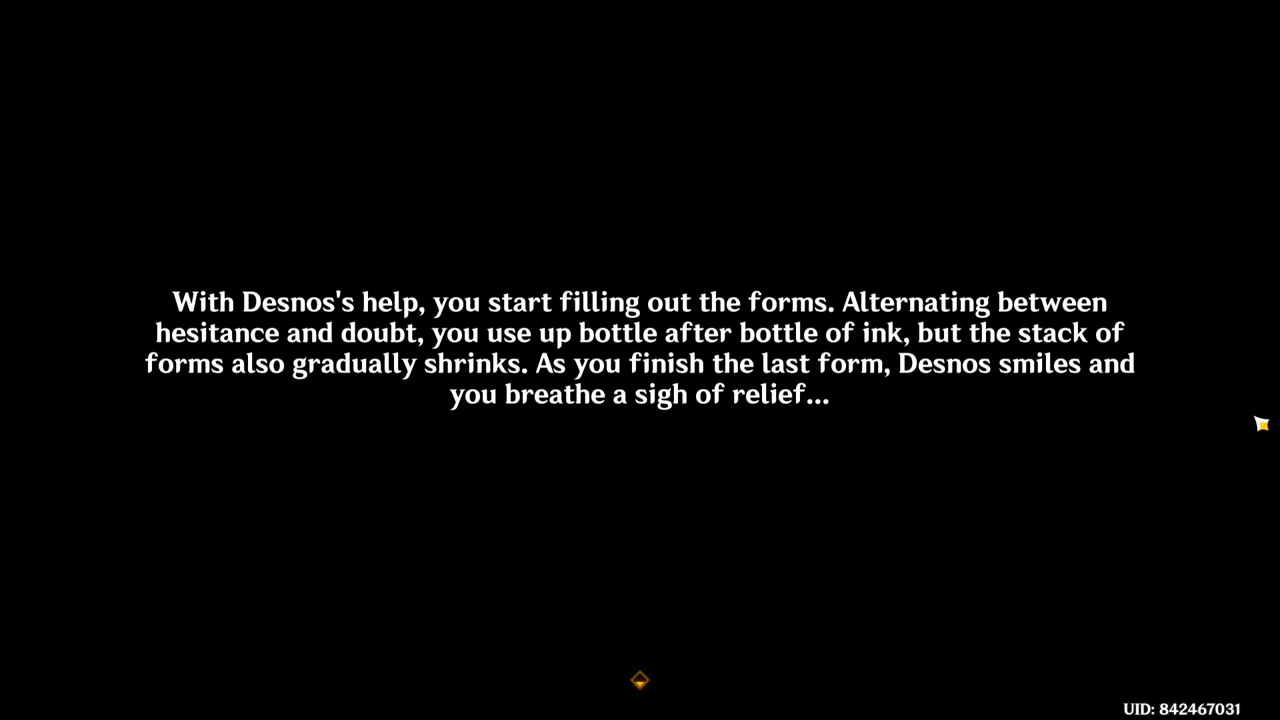 With Desnos's help, you start filling out the forms. Alternating between
hesitance and doubt, you use up bottle after bottle of ink, but the stack of
forms also gradually shrinks. As you finish the last form, Desnos smiles and
you breathe a sigh of relief...
UID: 842467031